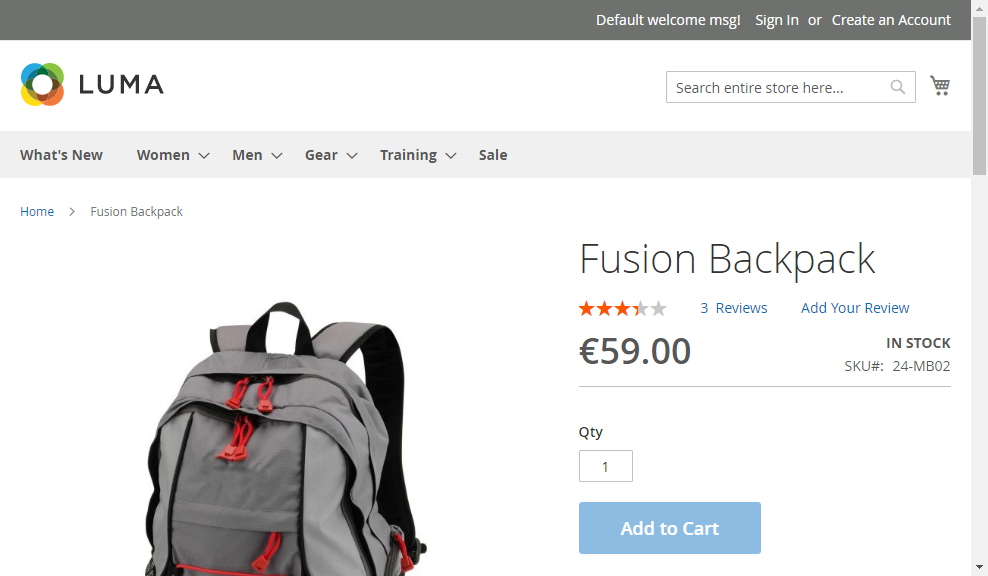 Default welcome msg! Sign In or Create an Account
LUMA
Search entire store here...
What's New Women Men Gear Training Sale
Home > Fusion Backpack
Fusion Backpack
3 Reviews Add Your Review
€59.00
IN STOCK
SKU#: 24-MB02
Qty
1
Add to Cart